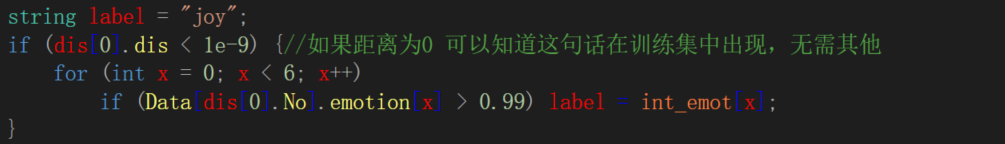 string label = "joy";
if (dis[0].dis < 1e-9) {//如果距离为0 可以知道这句话在训练集中出现，无需其他
    for (int x = 0; x < 6; x++)
        if (Data[dis[0].No].emotion[x] > 0.99) label = int_emot[x];
}